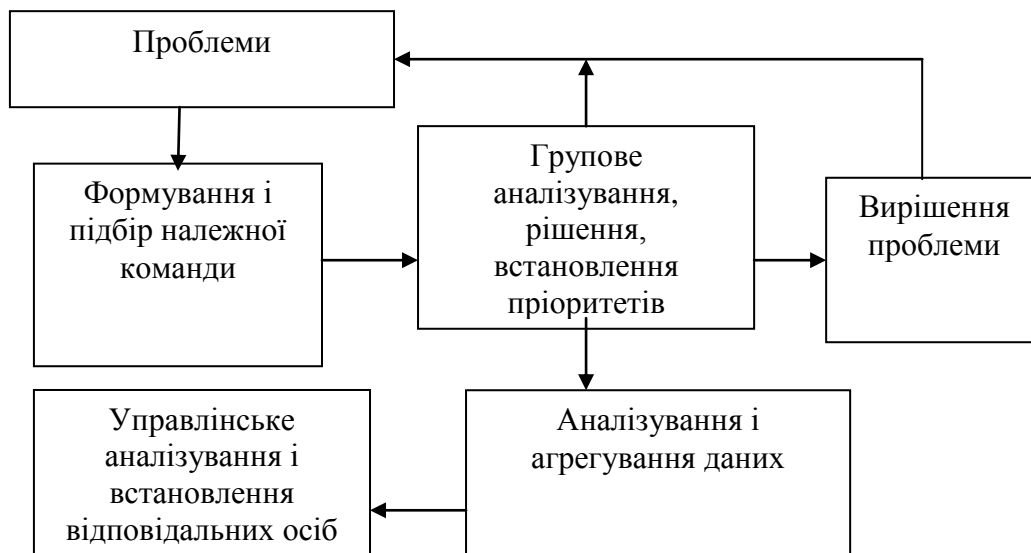 Проблеми
Формування і
підбір належної
команди
Групове
аналізування,
рішення,
встановлення
пріоритетів
Вирішення
проблеми
Управлінське
аналізування і
встановлення
відповідальних осіб
Аналізування і
агрегування даних